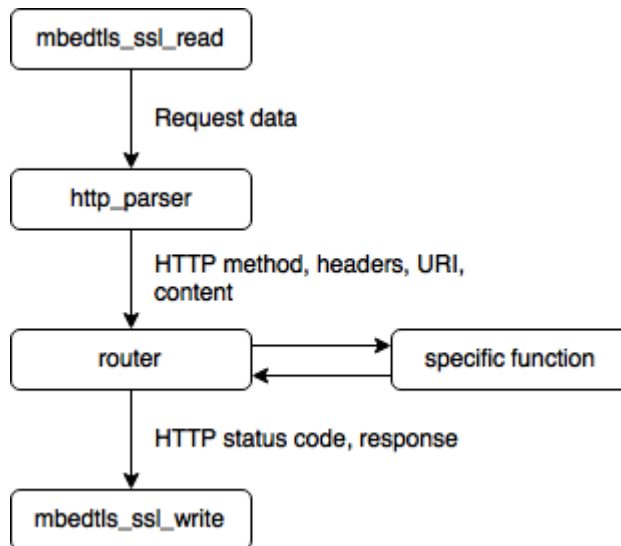 mbedtls_ssl_read
Request data
http_parser
HTTP method, headers, URI,
content
router
specific function
HTTP status code, response
mbedtls_ssl_write